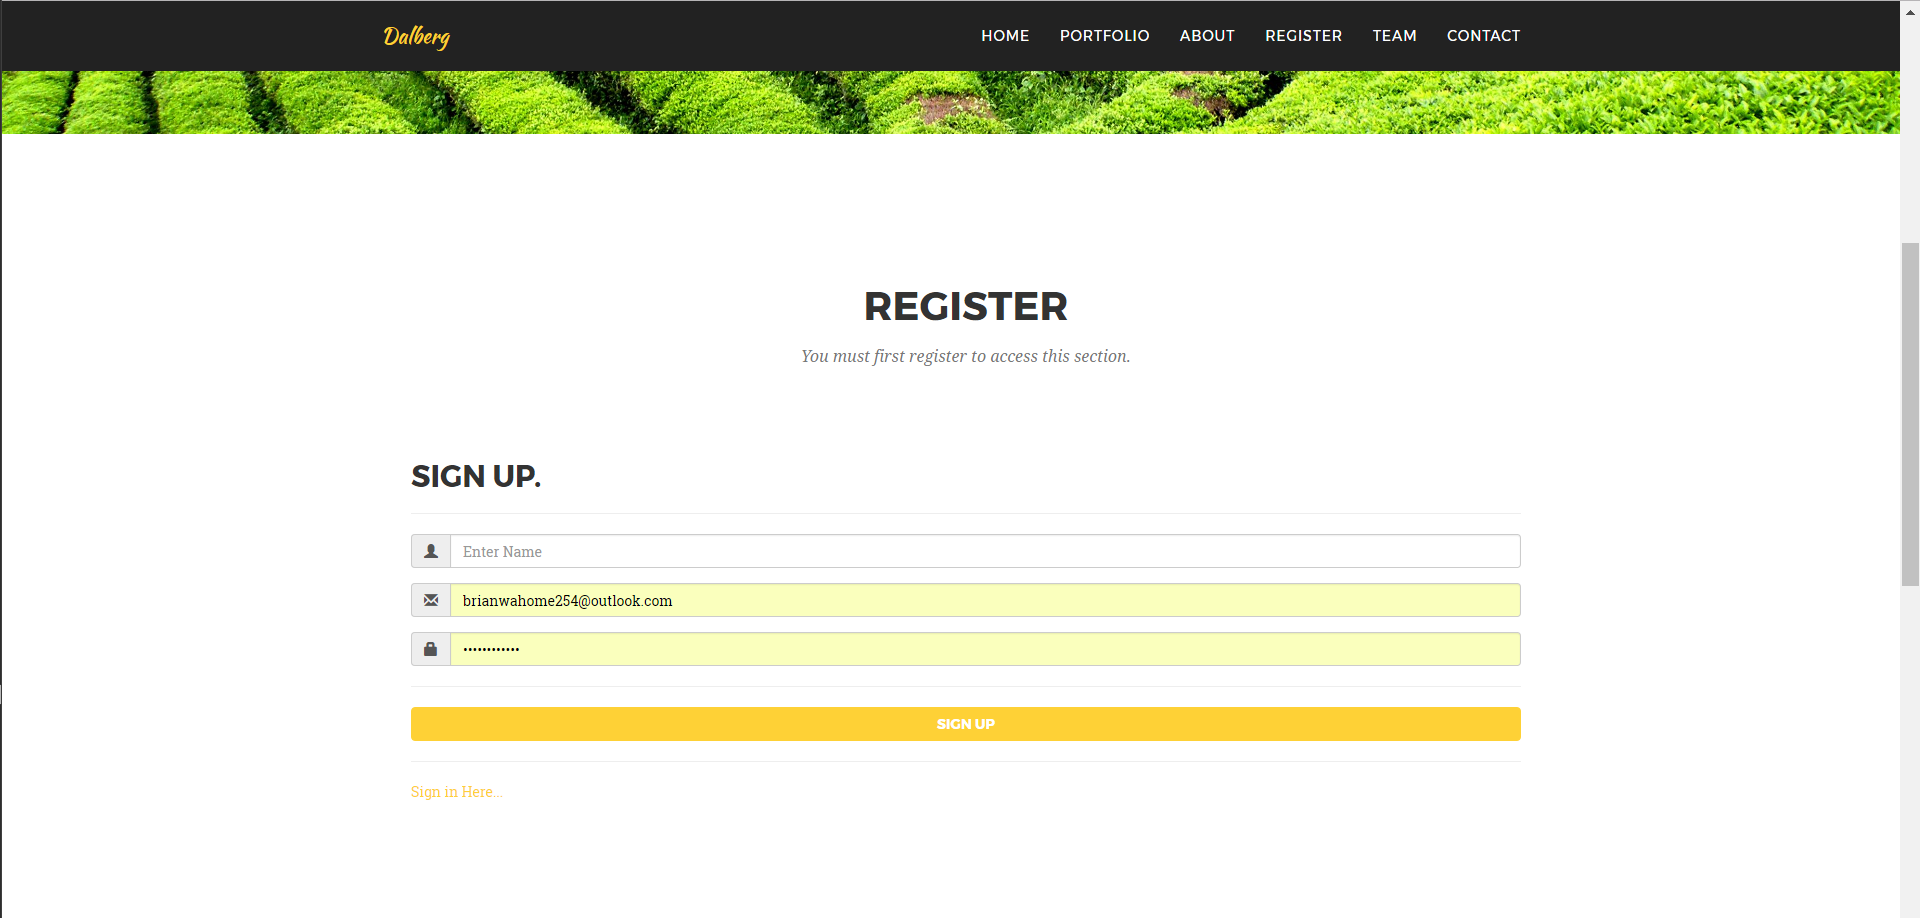 Dalberg
HOME PORTFOLIO ABOUT REGISTER TEAM CONTACT
REGISTER
You must first register to access this section.
SIGN UP.
Enter Name
brianwahome254@outlook.com
••••••••••••
SIGN UP
Sign in Here...